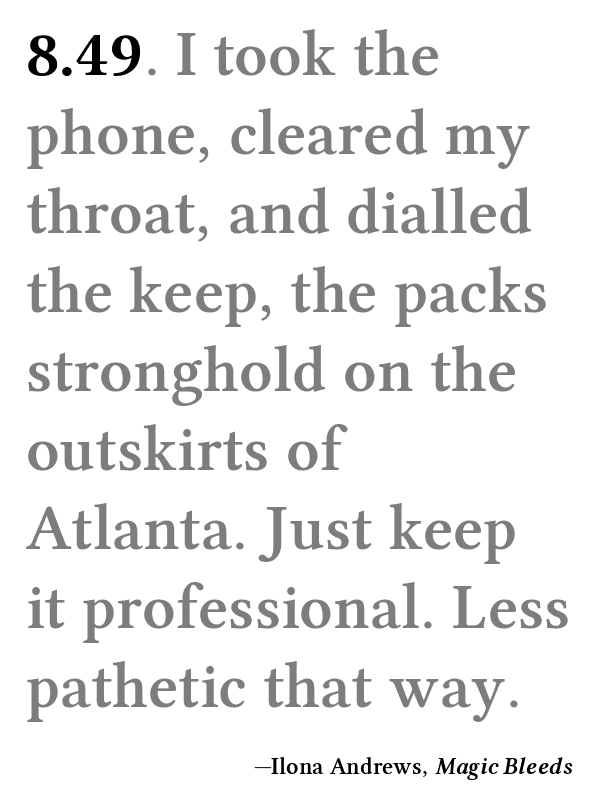 8.49. I took the
phone, cleared my
throat, and dialled
the keep, the packs
stronghold on the
outskirts of
Atlanta. Just keep
it professional. Less
pathetic that way.
—Ilona Andrews, Magic Bleeds